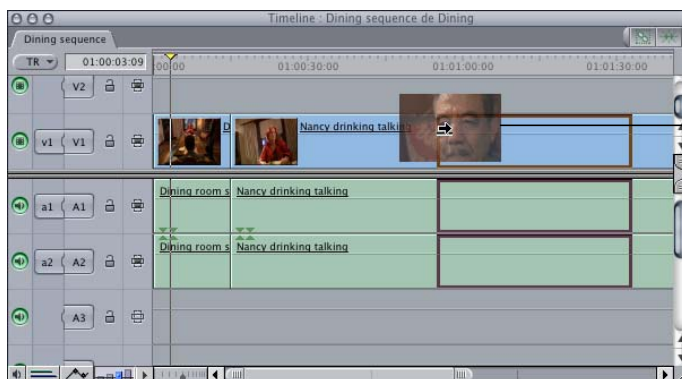 Timeline : Dining sequence de Dining
Dining sequence
TR 01:00:03:09
00:00 01:00:30:00 01:01:00:00 01:01:30:00
V2
v1 V1
D Nancy drinking talking
a1 A1
Dining room s Nancy drinking talking
a2 A2
Dining room s Nancy drinking talking
A3